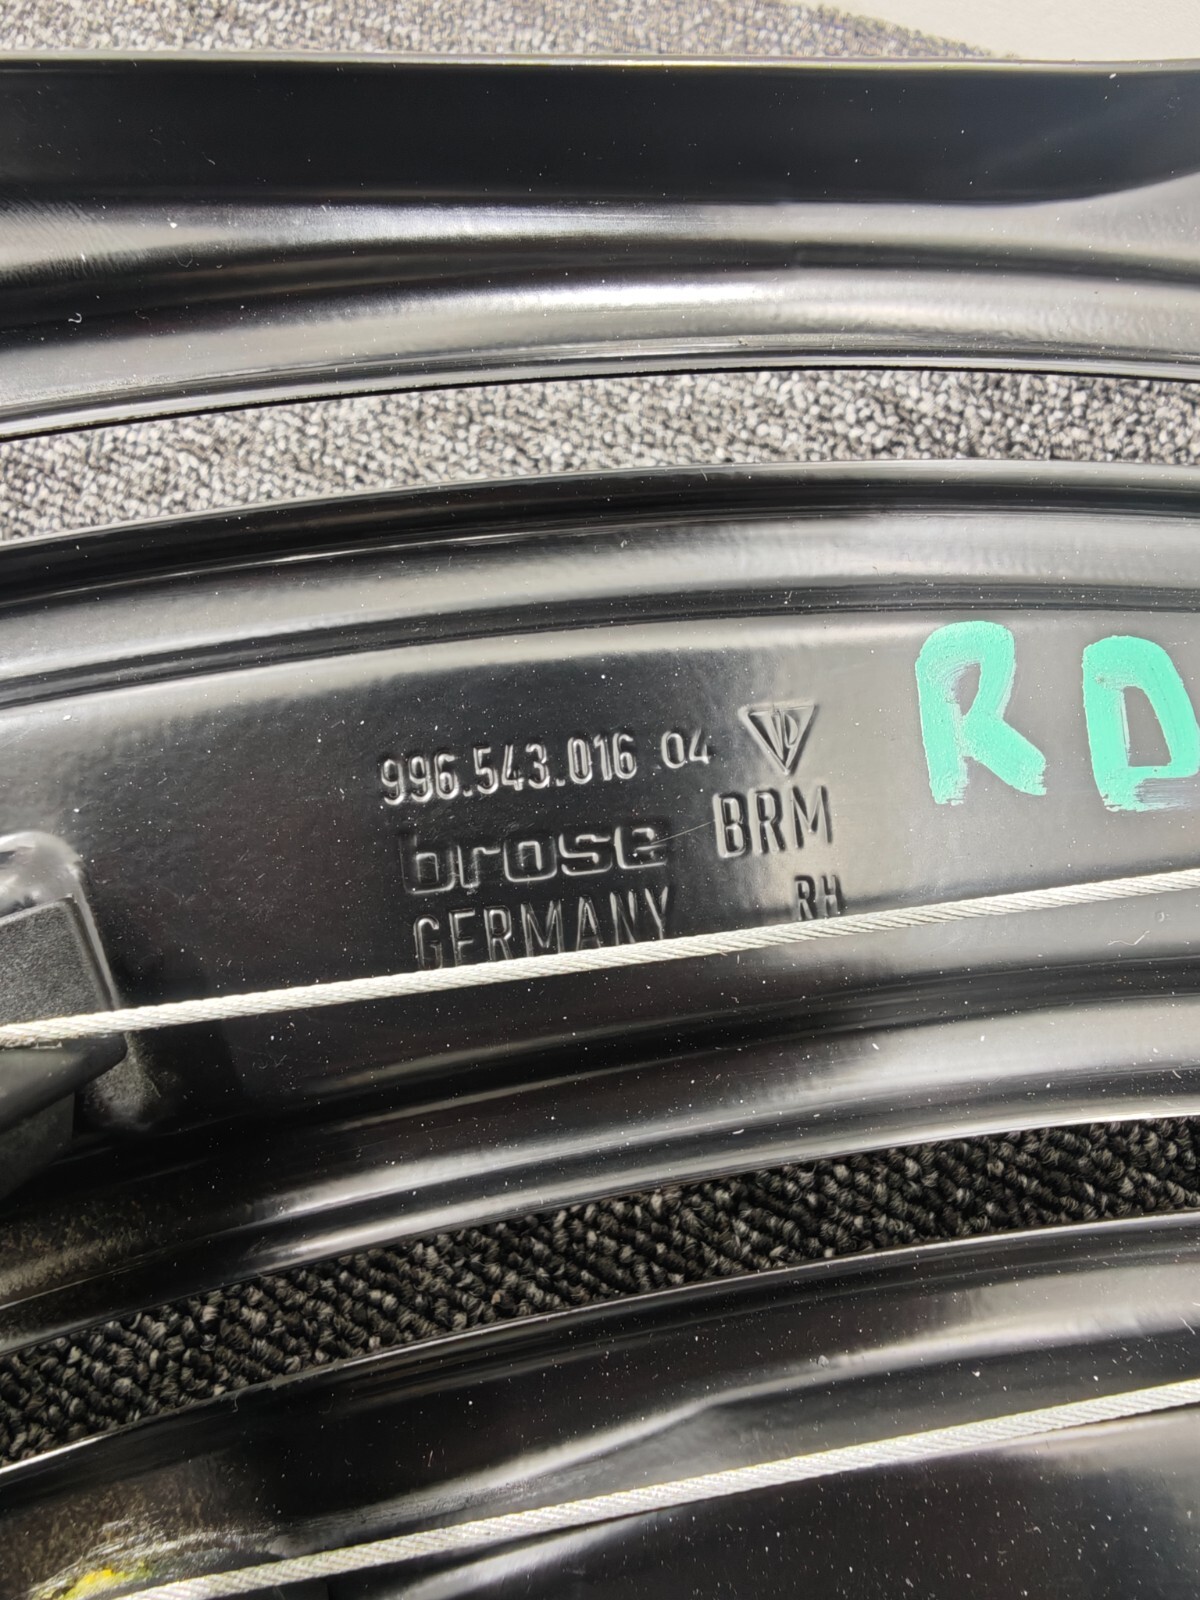 996.543.016 04
brose BRM
GERMANY RH
RD